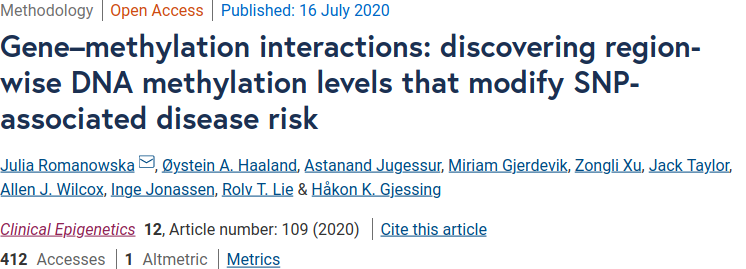 Methodology | Open Access | Published: 16 July 2020
Gene–methylation interactions: discovering region-
wise DNA methylation levels that modify SNP-
associated disease risk
Julia Romanowska, Øystein A. Haaland, Astanand Jugessur, Miriam Gjerdevik, Zongli Xu, Jack Taylor,
Allen J. Wilcox, Inge Jonassen, Rolv T. Lie & Håkon K. Gjessing
Clinical Epigenetics 12, Article number: 109 (2020) | Cite this article
412 Accesses | 1 Altmetric | Metrics